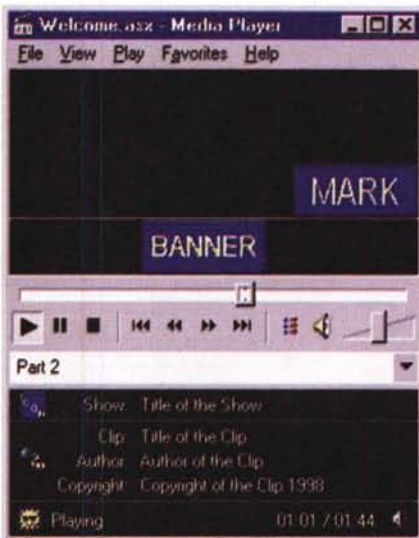 Welcome.asx - Media Player
File View Play Favorites Help
MARK
BANNER
Part 2
Show: Title of the Show
Clip: Title of the Clip
Author: Author of the Clip
Copyright: Copyright of the Clip 1998
Playing 01:01 / 01:44